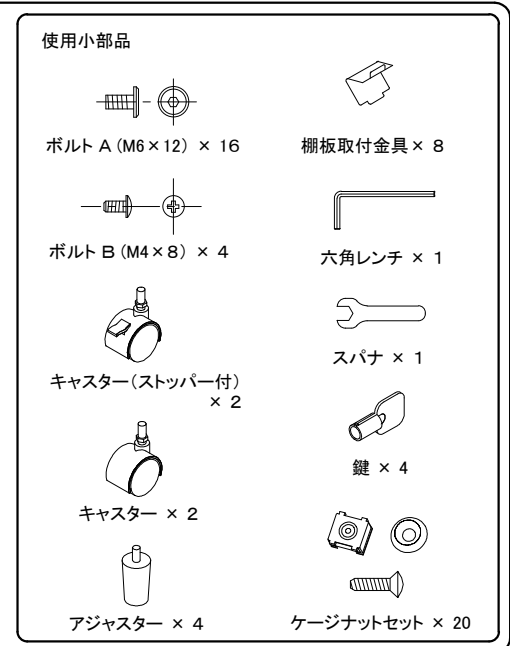 使用小部品
ボルト A (M6×12) × 16
ボルト B (M4×8) × 4
キャスター(ストッパー付)
× 2
キャスター × 2
アジャスター × 4
棚板取付金具× 8
六角レンチ × 1
スパナ × 1
鍵 × 4
ケージナットセット × 20